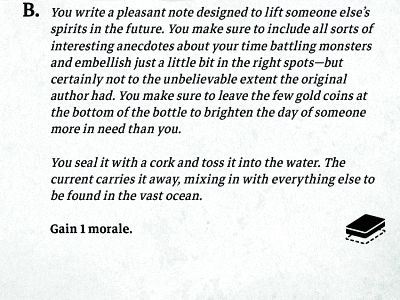 B. You write a pleasant note designed to lift someone else's
spirits in the future. You make sure to include all sorts of
interesting anecdotes about your time battling monsters
and embellish just a little bit in the right spots—but
certainly not to the unbelievable extent the original
author had. You make sure to leave the few gold coins at
the bottom of the bottle to brighten the day of someone
more in need than you.
You seal it with a cork and toss it into the water. The
current carries it away, mixing in with everything else to
be found in the vast ocean.
Gain 1 morale.